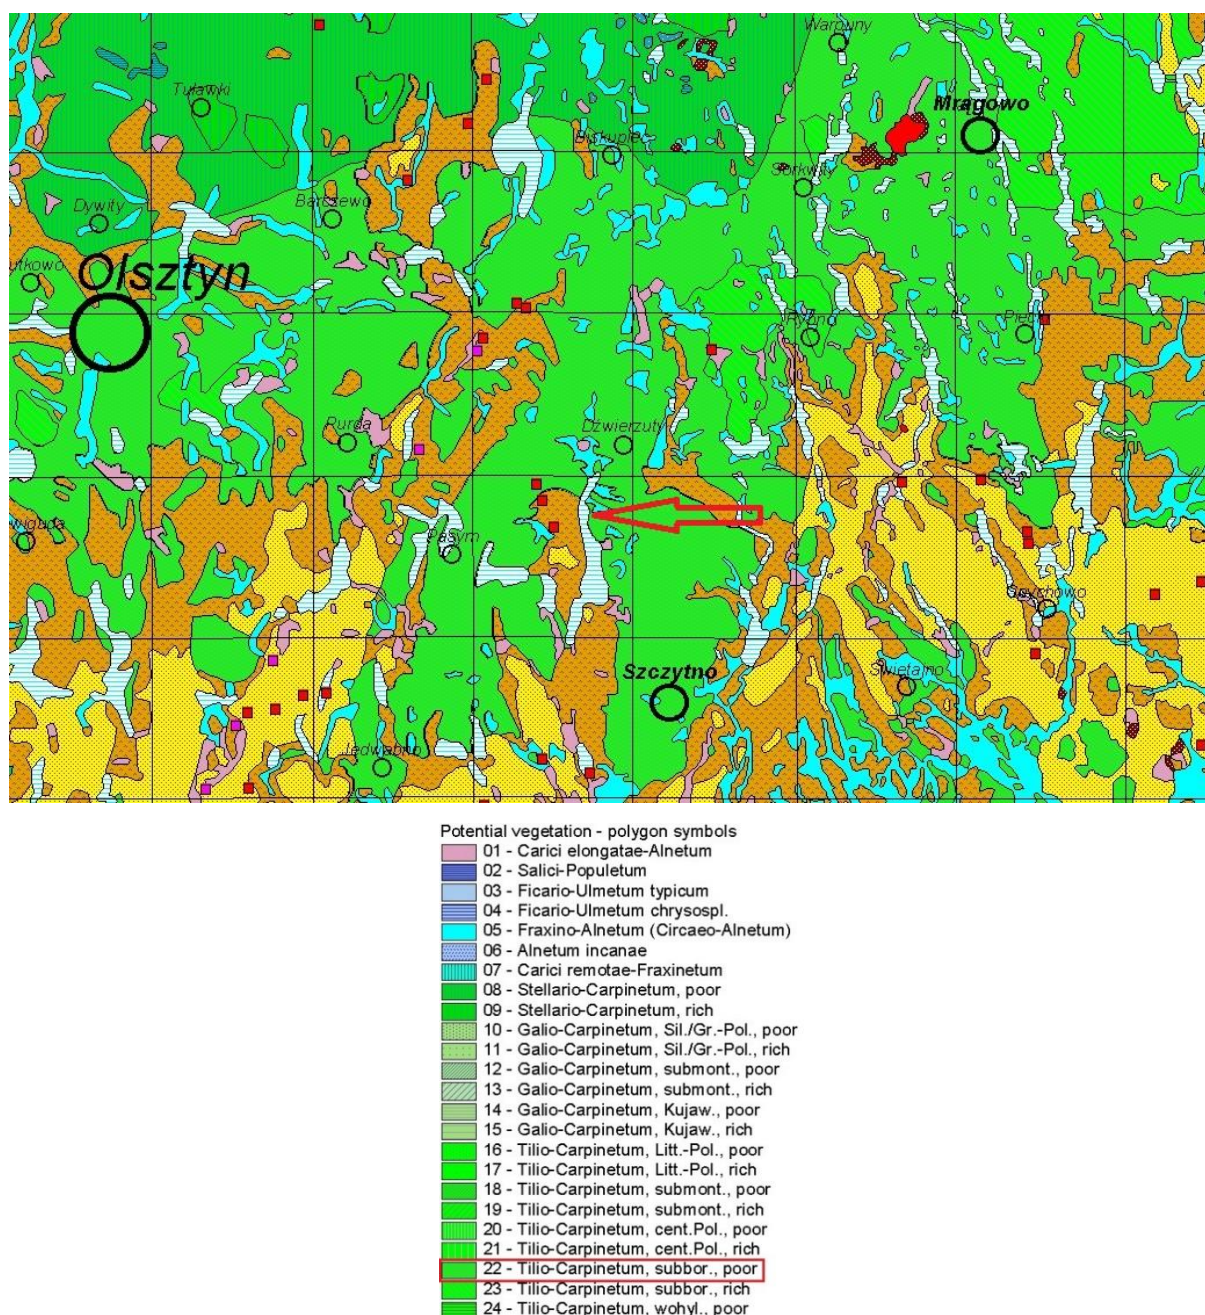 Warpuny
Tuławki
Mrągowo
Biskupiec
Sorkwity
Dywity
Barczewo
utkowo
Olsztyn
Piecki
Purda
Dźwierzuty
wiguda
Pasym
Szczytno
Świętajno
Jedwabno
Potential vegetation - polygon symbols
01 - Carici elongatae-Alnetum
02 - Salici-Populetum
03 - Ficario-Ulmetum typicum
04 - Ficario-Ulmetum chrysospl.
05 - Fraxino-Alnetum (Circaeo-Alnetum)
06 - Alnetum incanae
07 - Carici remotae-Fraxinetum
08 - Stellario-Carpinetum, poor
09 - Stellario-Carpinetum, rich
10 - Galio-Carpinetum, Sil./Gr.-Pol., poor
11 - Galio-Carpinetum, Sil./Gr.-Pol., rich
12 - Galio-Carpinetum, submont., poor
13 - Galio-Carpinetum, submont., rich
14 - Galio-Carpinetum, Kujaw., poor
15 - Galio-Carpinetum, Kujaw., rich
16 - Tilio-Carpinetum, Litt.-Pol., poor
17 - Tilio-Carpinetum, Litt.-Pol., rich
18 - Tilio-Carpinetum, submont., poor
19 - Tilio-Carpinetum, submont., rich
20 - Tilio-Carpinetum, cent.Pol., poor
21 - Tilio-Carpinetum, cent.Pol., rich
22 - Tilio-Carpinetum, subbor., poor
23 - Tilio-Carpinetum, subbor., rich
24 - Tilio-Carpinetum, wohyl., poor